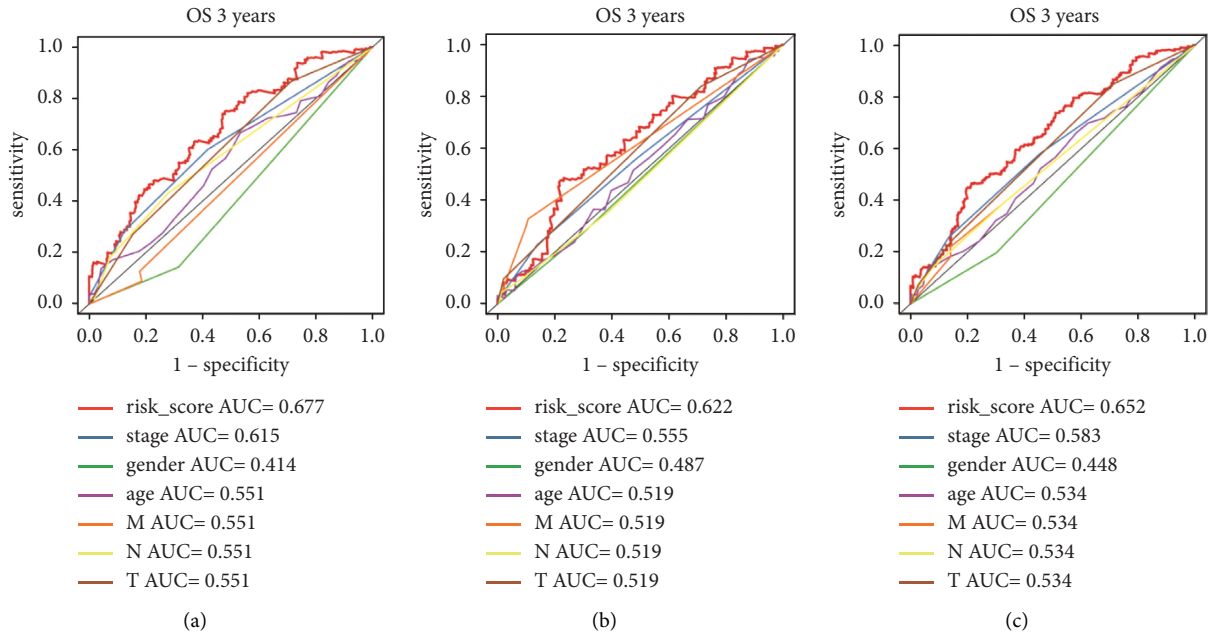 OS 3 years
1.0
0.8
0.6
0.4
0.2
0.0
sensitivity
0.0 0.2 0.4 0.6 0.8 1.0
1 – specificity
risk_score AUC= 0.677
stage AUC= 0.615
gender AUC= 0.414
age AUC= 0.551
M AUC= 0.551
N AUC= 0.551
T AUC= 0.551
(a)
OS 3 years
1.0
0.8
0.6
0.4
0.2
0.0
sensitivity
0.0 0.2 0.4 0.6 0.8 1.0
1 – specificity
risk_score AUC= 0.622
stage AUC= 0.555
gender AUC= 0.487
age AUC= 0.519
M AUC= 0.519
N AUC= 0.519
T AUC= 0.519
(b)
OS 3 years
1.0
0.8
0.6
0.4
0.2
0.0
sensitivity
0.0 0.2 0.4 0.6 0.8 1.0
1 – specificity
risk_score AUC= 0.652
stage AUC= 0.583
gender AUC= 0.448
age AUC= 0.534
M AUC= 0.534
N AUC= 0.534
T AUC= 0.534
(c)